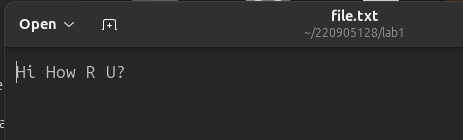 Open
file.txt
~/220905128/lab1
Hi How R U?